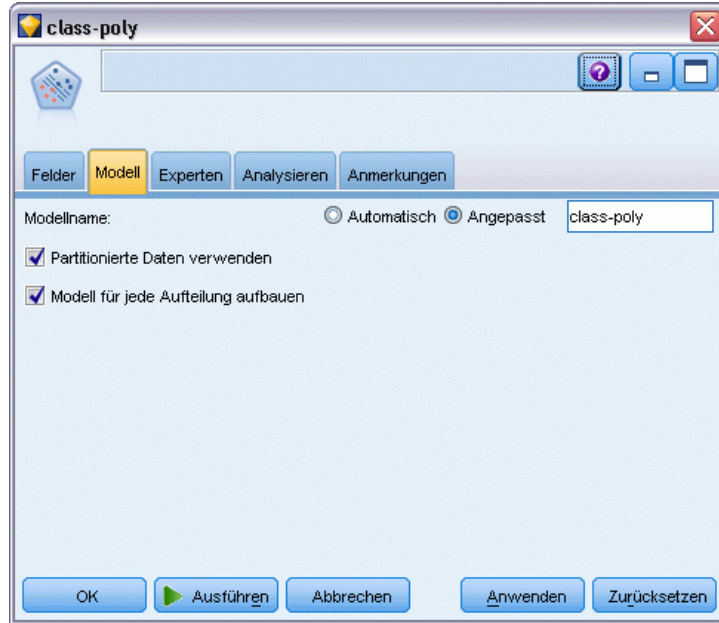 class-poly
Felder Modell Experten Analysieren Anmerkungen
Modellname: Automatisch Angepasst class-poly
Partitionierte Daten verwenden
Modell für jede Aufteilung aufbauen
OK Ausführen Abbrechen Anwenden Zurücksetzen